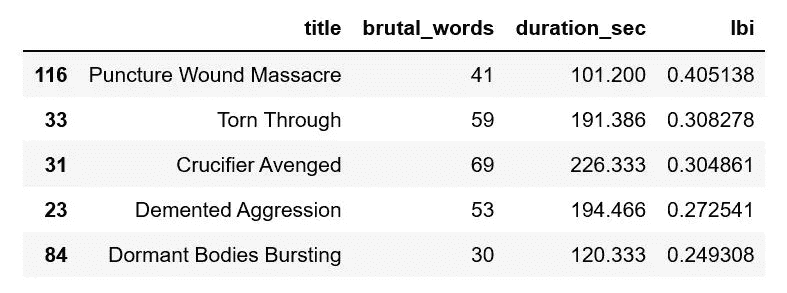 title brutal_words duration_sec lbi
116 Puncture Wound Massacre 41 101.200 0.405138
33 Torn Through 59 191.386 0.308278
31 Crucifier Avenged 69 226.333 0.304861
23 Demented Aggression 53 194.466 0.272541
84 Dormant Bodies Bursting 30 120.333 0.249308